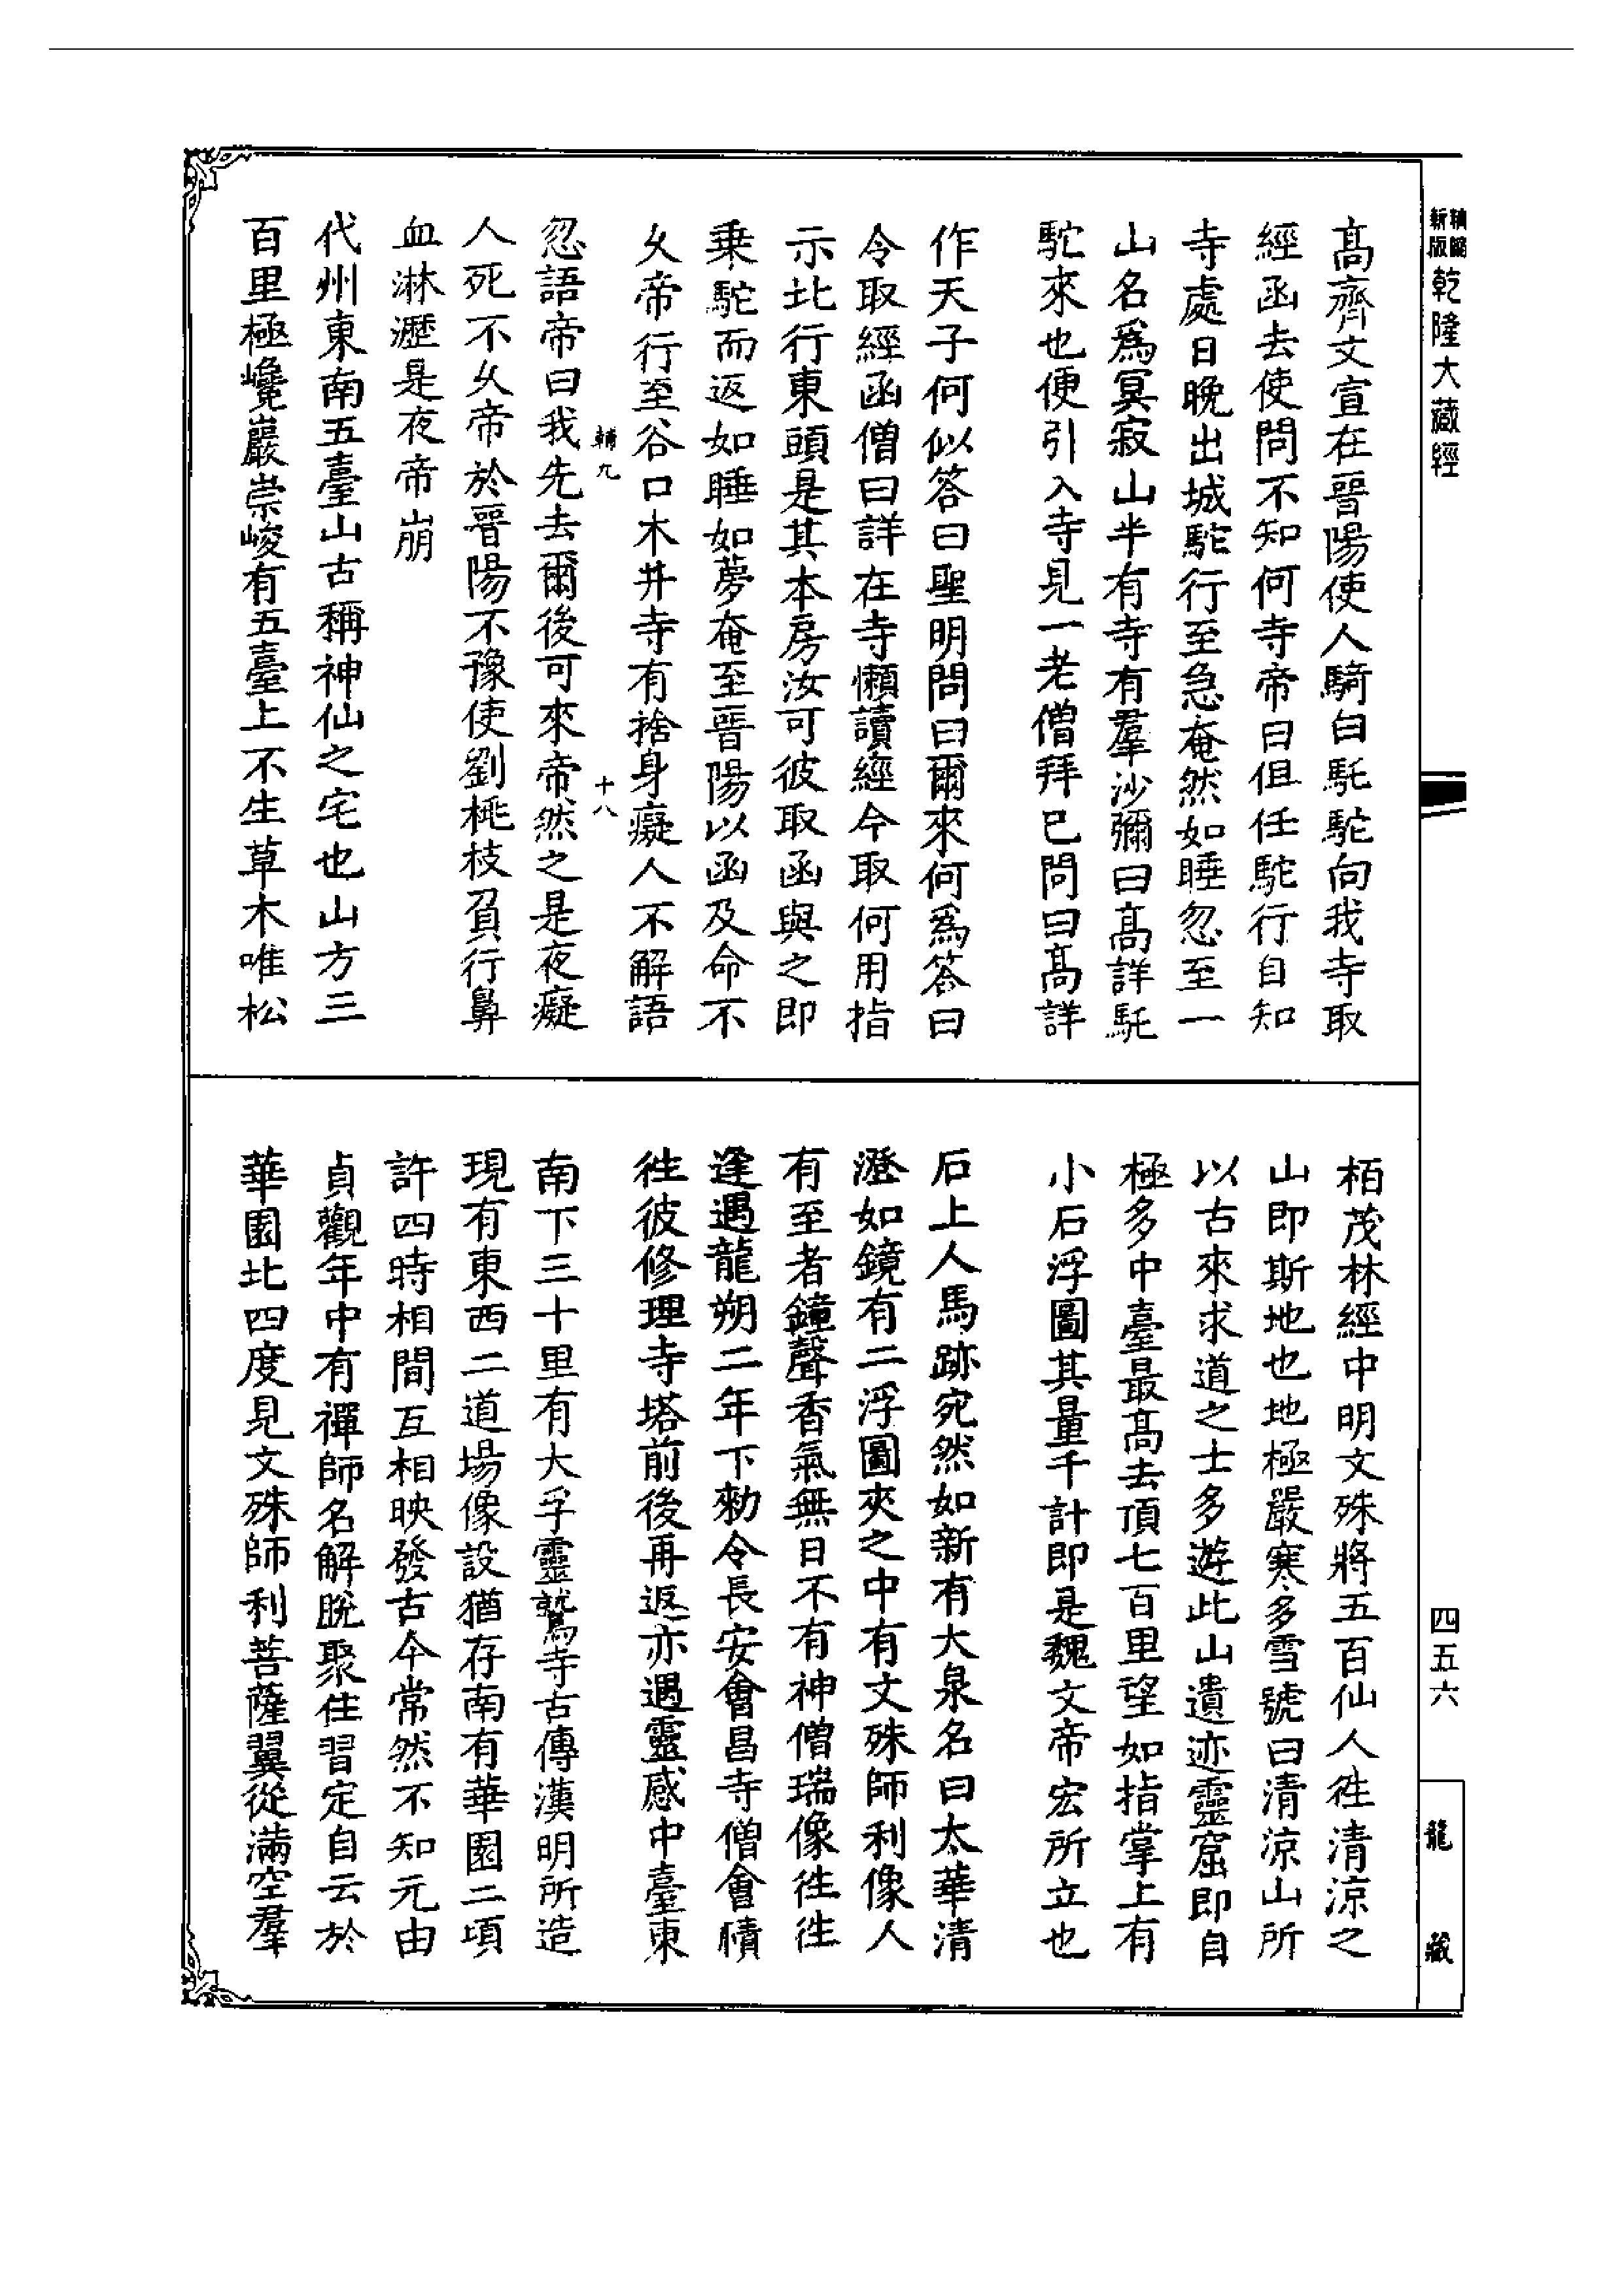 新版
乾隆大藏經
四五六
龍藏
高齊文宣在晉陽使人騎白馲駝向我寺取
經函去使問不知何寺帝曰但任駝行自知
寺處日晚出城駝行至急奄然如睡忽至一
山名爲冥寂山半有寺有羣沙彌曰高詳馲
駝來也便引入寺見一老僧拜已問曰高詳
作天子何似答曰聖明問曰爾來何爲答曰
令取經函僧曰詳在寺懶讀經今取何用指
示北行東頭是其本房汝可彼取函與之即
乗駝而返如睡如夢奄至晉陽以函及命不
乆帝行至谷口木井寺有捨身癡人不解語
輔九
十八
忽語帝曰我先去爾後可來帝然之是夜癡
人死不乆帝於晉陽不豫使劉桃枝負行鼻
血淋瀝是夜帝崩
代州東南五臺山古稱神仙之宅也山方三
百里極巉巖崇峻有五臺上不生草木唯松
栢茂林經中明文殊將五百仙人徃清涼之
山即斯地也地極嚴寒多雪號曰清涼山所
以古來求道之士多遊此山遺迹靈窟即自
極多中臺最高去頂七百里望如指掌上有
小石浮圖其量千計即是魏文帝宏所立也
石上人馬跡宛然如新有大泉名曰太華清
澄如鏡有二浮圖夾之中有文殊師利像人
有至者鐘聲香氣無日不有神僧瑞像徃徃
逢遇龍朔二年下勑令長安會昌寺僧會賾
徃彼修理寺塔前後再返亦遇靈感中臺東
南下三十里有大孚靈鷲寺古傳漢明所造
現有東西二道場像設猶存南有華園二頃
許四時相間互相映發古今常然不知元由
貞觀年中有禪師名解脫聚住習定自云於
華園北四度見文殊師利菩薩翼從滿空羣